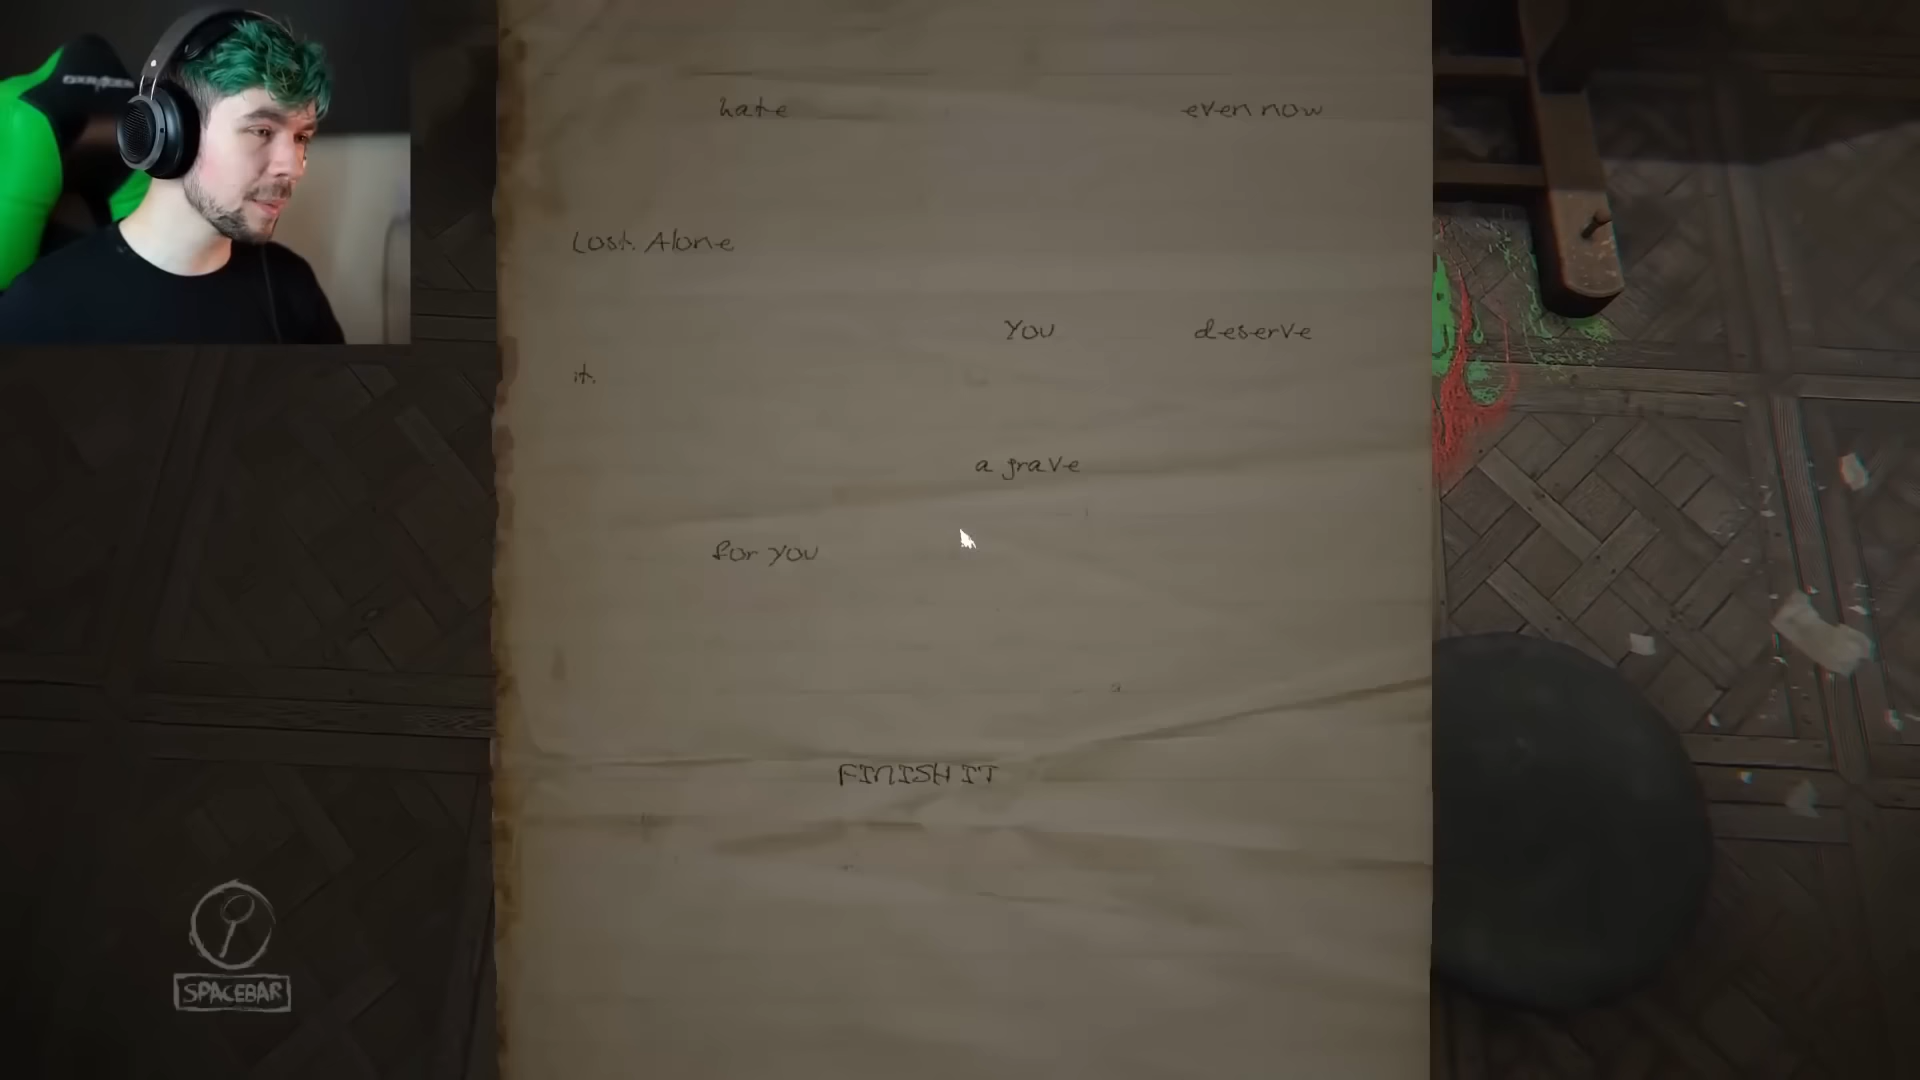 hate even now
Lost. Alone
You deserve
it.
a grave
for you
FINISH IT
SPACEBAR